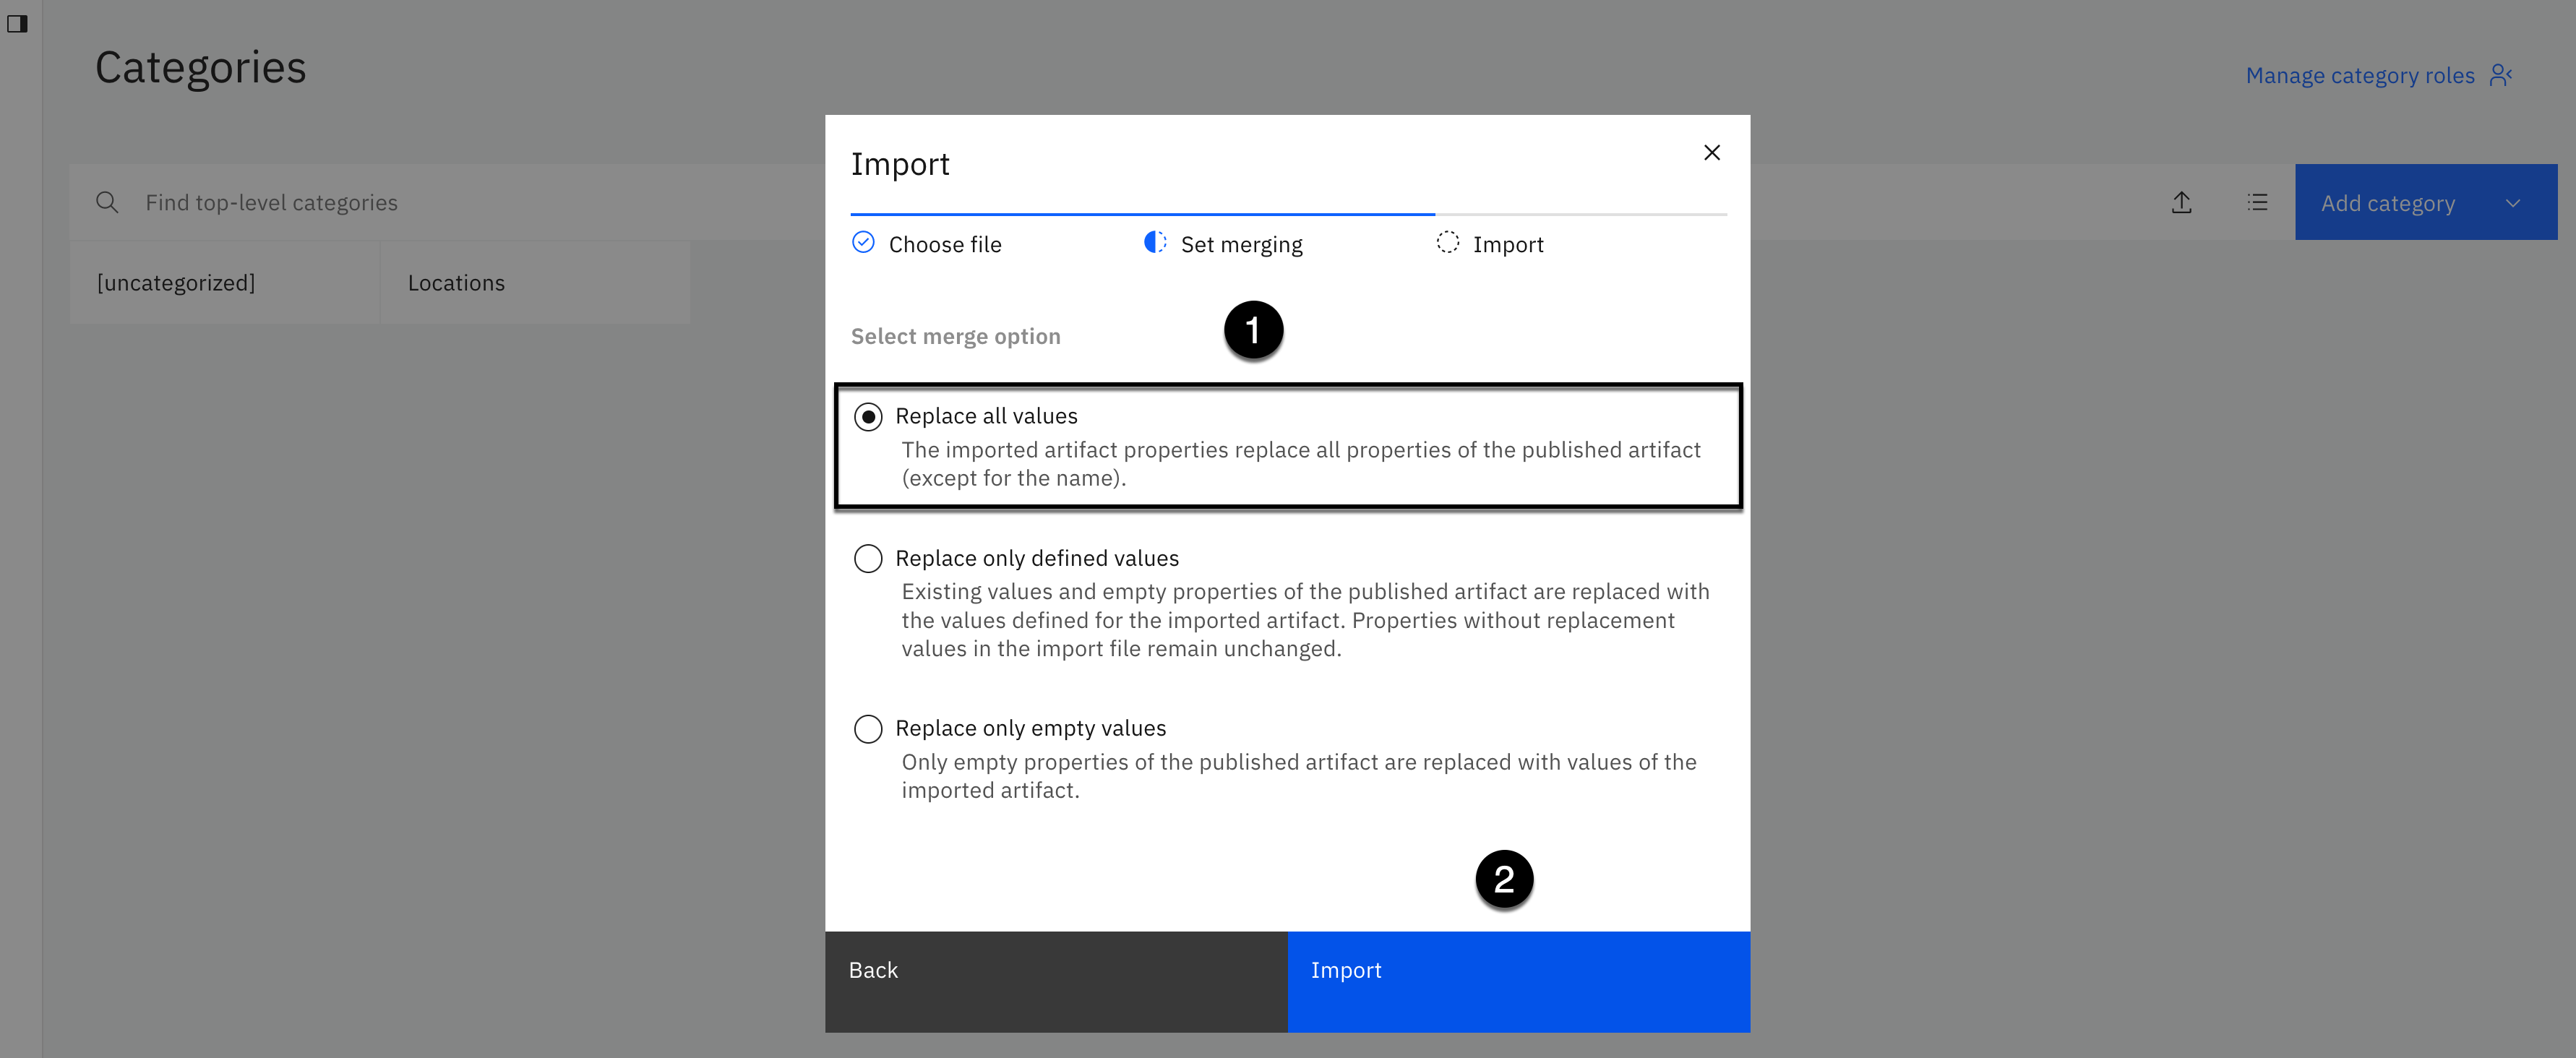 Categories
Manage category roles
Find top-level categories
Add category
[uncategorized]
Locations
Import
Choose file
Set merging
Import
1
Select merge option
Replace all values
The imported artifact properties replace all properties of the published artifact
(except for the name).
Replace only defined values
Existing values and empty properties of the published artifact are replaced with
the values defined for the imported artifact. Properties without replacement
values in the import file remain unchanged.
Replace only empty values
Only empty properties of the published artifact are replaced with values of the
imported artifact.
2
Back
Import